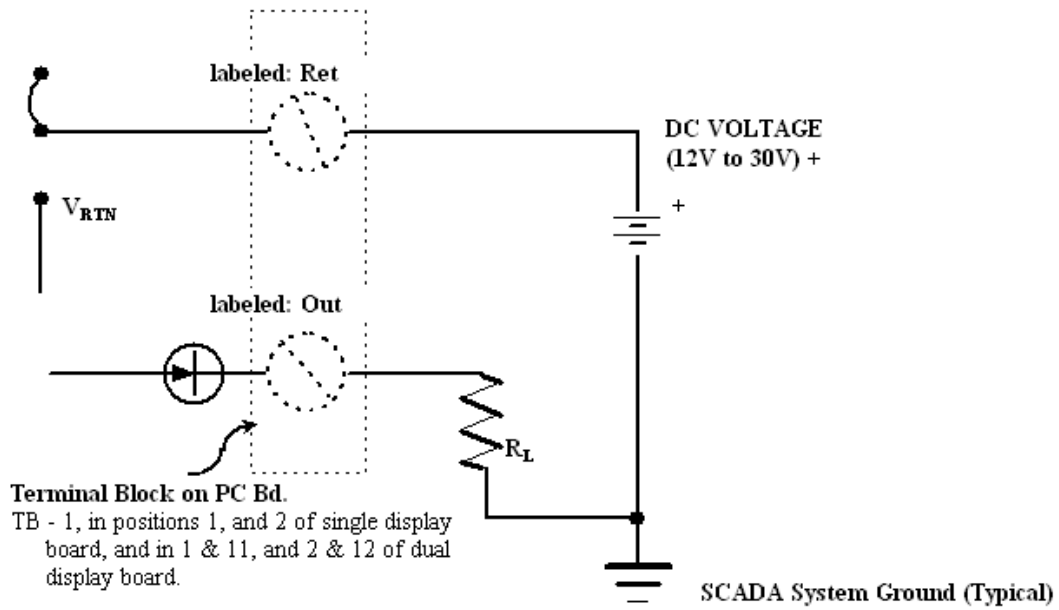 labeled: Ret
DC VOLTAGE
(12V to 30V) +
+
VRTN
labeled: Out
RL
Terminal Block on PC Bd.
TB - 1, in positions 1, and 2 of single display
board, and in 1 & 11, and 2 & 12 of dual
display board.
SCADA System Ground (Typical)